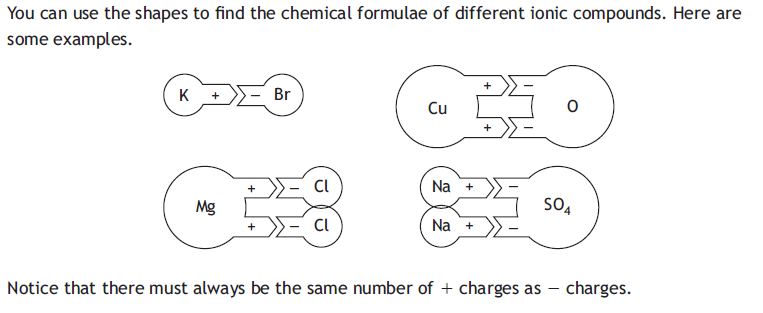 You can use the shapes to find the chemical formulae of different ionic compounds. Here are
some examples.
K + − Br
Cu + − O
+ −
Mg + − Cl
+ − Cl
Na + − SO₄
Na + −
Notice that there must always be the same number of + charges as − charges.